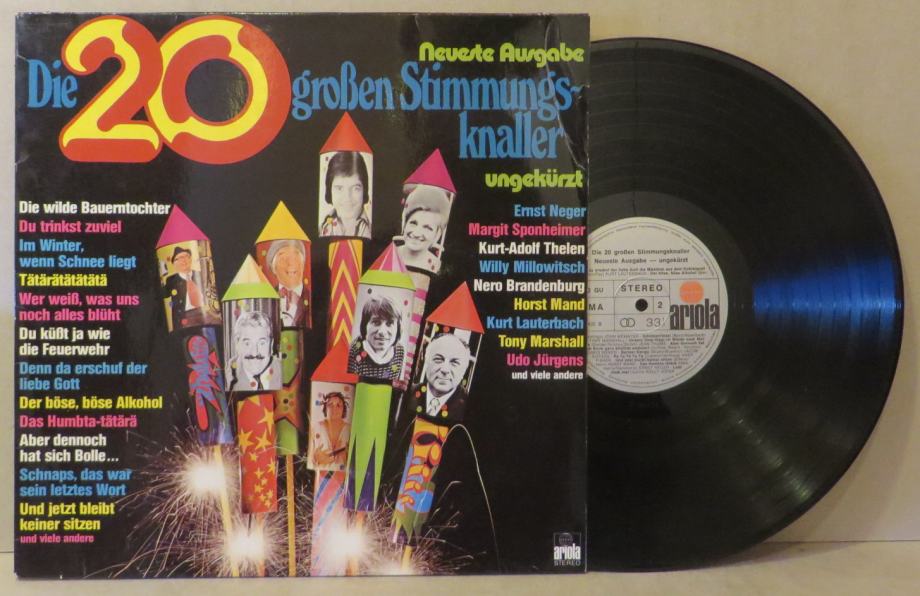 Neueste Ausgabe
Die 20 großen Stimmungs-
knaller
ungekürzt
Die wilde Bauerntochter
Du trinkst zuviel
Im Winter,
wenn Schnee liegt
Tätärätätätätä
Wer weiß, was uns
noch alles blüht
Du küßt ja wie
die Feuerwehr
Denn da erschuf der
liebe Gott
Der böse, böse Alkohol
Das Humbta-tätärä
Aber dennoch
hat sich Bolle...
Schnaps, das war
sein letztes Wort
Und jetzt bleibt
keiner sitzen
und viele andere
Ernst Neger
Margit Sponheimer
Kurt-Adolf Thelen
Willy Millowitsch
Nero Brandenburg
Horst Mand
Kurt Lauterbach
Tony Marshall
Udo Jürgens
und viele andere
ariola
STEREO
Die 20 großen Stimmungsknaller
Neueste Ausgabe — ungekürzt
GU STEREO
MA 2
33
ariola